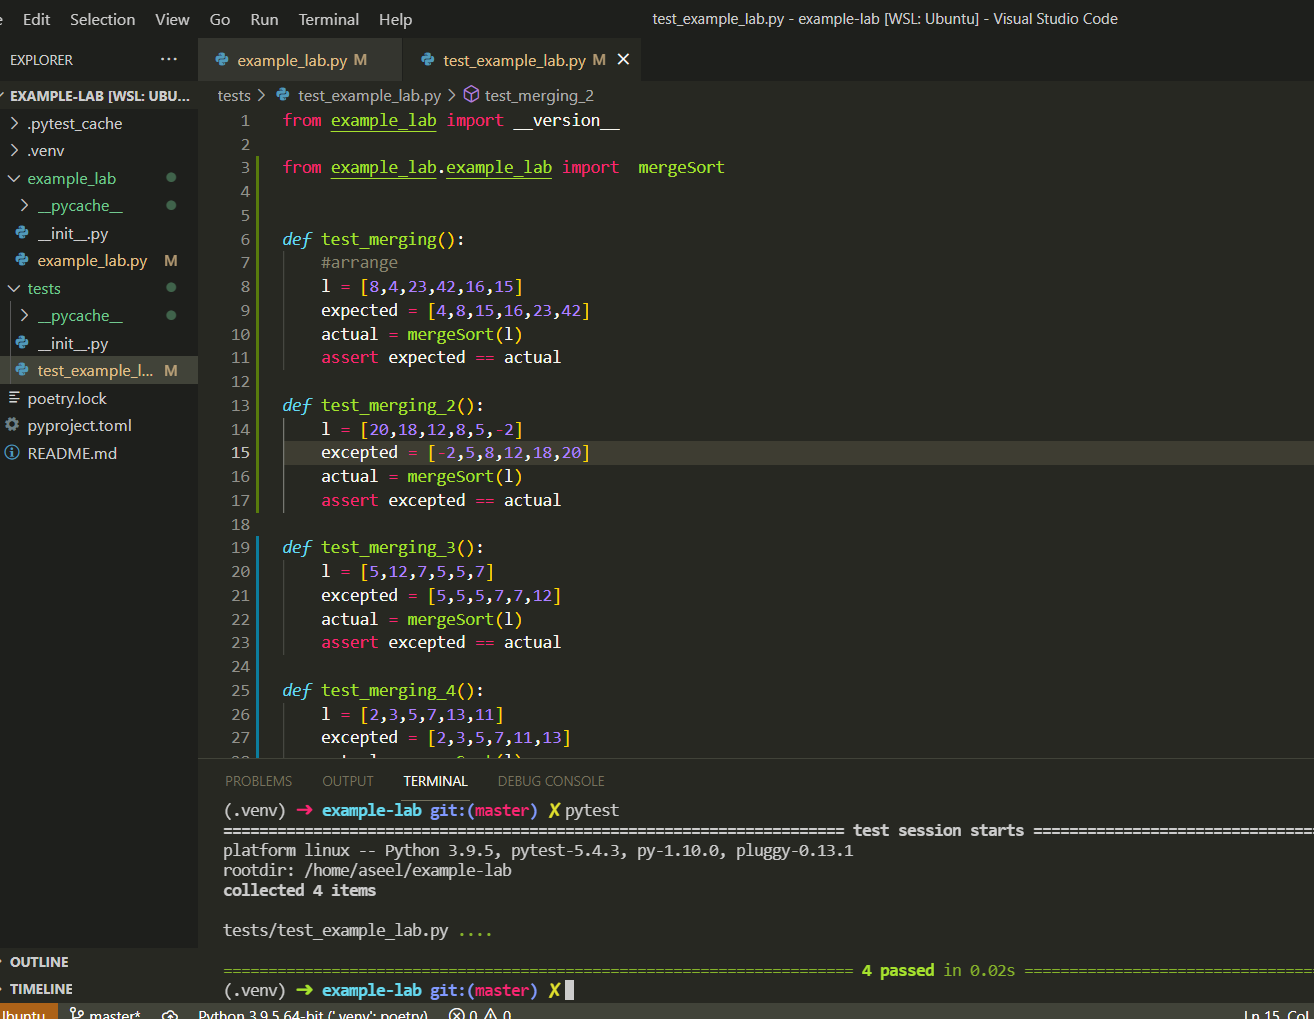 Edit Selection View Go Run Terminal Help test_example_lab.py - example-lab [WSL: Ubuntu] - Visual Studio Code
EXPLORER ···
example_lab.py M test_example_lab.py M
EXAMPLE-LAB [WSL: UBU...
.pytest_cache
.venv
example_lab
__pycache__
__init__.py
example_lab.py M
tests
__pycache__
__init__.py
test_example_l... M
poetry.lock
pyproject.toml
README.md
OUTLINE
TIMELINE
tests > test_example_lab.py > test_merging_2
1 from example_lab import __version__
2
3 from example_lab.example_lab import  mergeSort
4
5
6 def test_merging():
7 #arrange
8 l = [8,4,23,42,16,15]
9 expected = [4,8,15,16,23,42]
10 actual = mergeSort(l)
11 assert expected == actual
12
13 def test_merging_2():
14 l = [20,18,12,8,5,-2]
15 excepted = [-2,5,8,12,18,20]
16 actual = mergeSort(l)
17 assert excepted == actual
18
19 def test_merging_3():
20 l = [5,12,7,5,5,7]
21 excepted = [5,5,5,7,7,12]
22 actual = mergeSort(l)
23 assert excepted == actual
24
25 def test_merging_4():
26 l = [2,3,5,7,13,11]
27 excepted = [2,3,5,7,11,13]
PROBLEMS OUTPUT TERMINAL DEBUG CONSOLE
(.venv) → example-lab git:(master) ✗ pytest
test session starts
platform linux -- Python 3.9.5, pytest-5.4.3, py-1.10.0, pluggy-0.13.1
rootdir: /home/aseel/example-lab
collected 4 items
tests/test_example_lab.py ....
4 passed in 0.02s
(.venv) → example-lab git:(master) ✗
master* Python 3.9.5 64-bit ('.venv': poetry) 0 0 Ln 15, Col